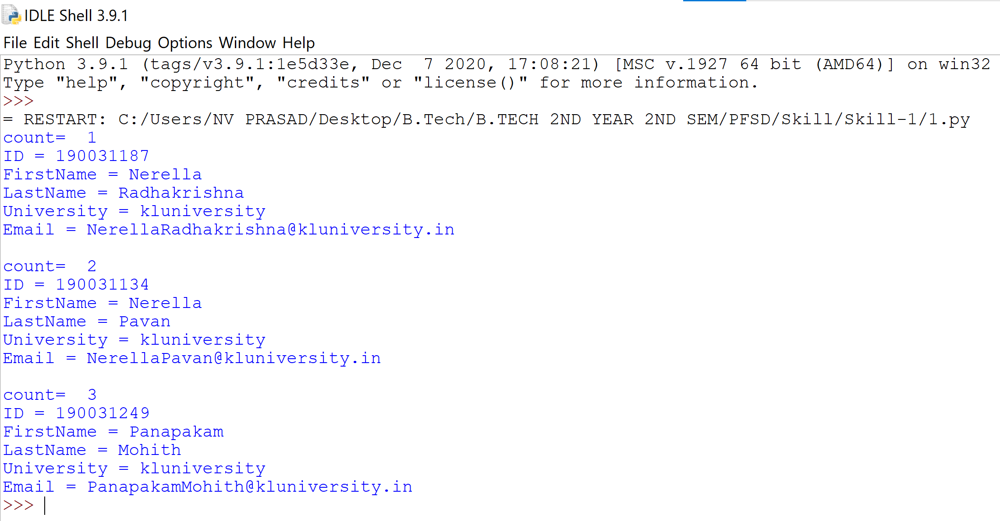 IDLE Shell 3.9.1
File Edit Shell Debug Options Window Help
Python 3.9.1 (tags/v3.9.1:1e5d33e, Dec  7 2020, 17:08:21) [MSC v.1927 64 bit (AMD64)] on win32
Type "help", "copyright", "credits" or "license()" for more information.
>>>
= RESTART: C:/Users/NV PRASAD/Desktop/B.Tech/B.TECH 2ND YEAR 2ND SEM/PFSD/Skill/Skill-1/1.py
count=  1
ID = 190031187
FirstName = Nerella
LastName = Radhakrishna
University = kluniversity
Email = NerellaRadhakrishna@kluniversity.in

count=  2
ID = 190031134
FirstName = Nerella
LastName = Pavan
University = kluniversity
Email = NerellaPavan@kluniversity.in

count=  3
ID = 190031249
FirstName = Panapakam
LastName = Mohith
University = kluniversity
Email = PanapakamMohith@kluniversity.in
>>>